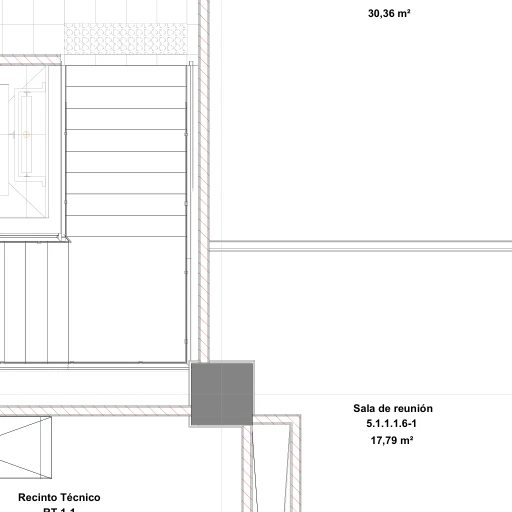 30,36 m²
Sala de reunión
5.1.1.1.6-1
17,79 m²
Recinto Técnico